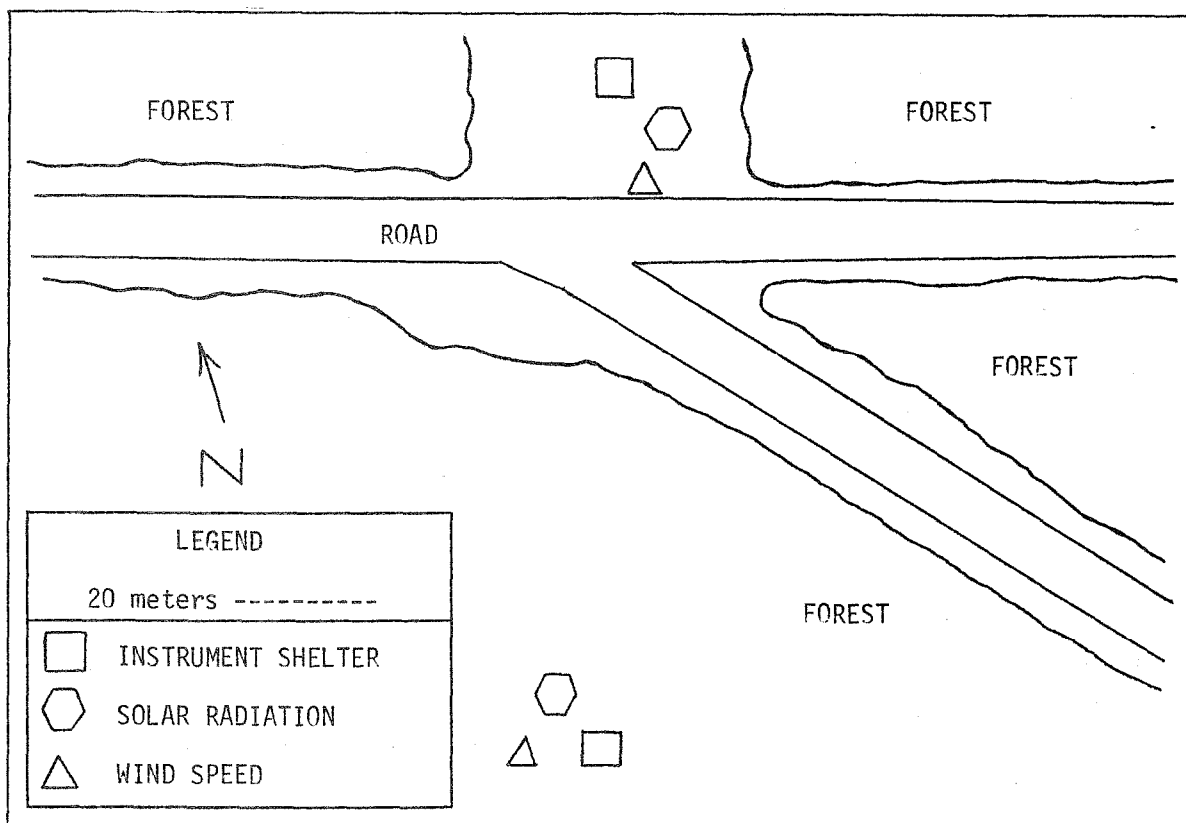 FOREST
FOREST
ROAD
FOREST
N
LEGEND
20 meters ----------
INSTRUMENT SHELTER
FOREST
SOLAR RADIATION
WIND SPEED